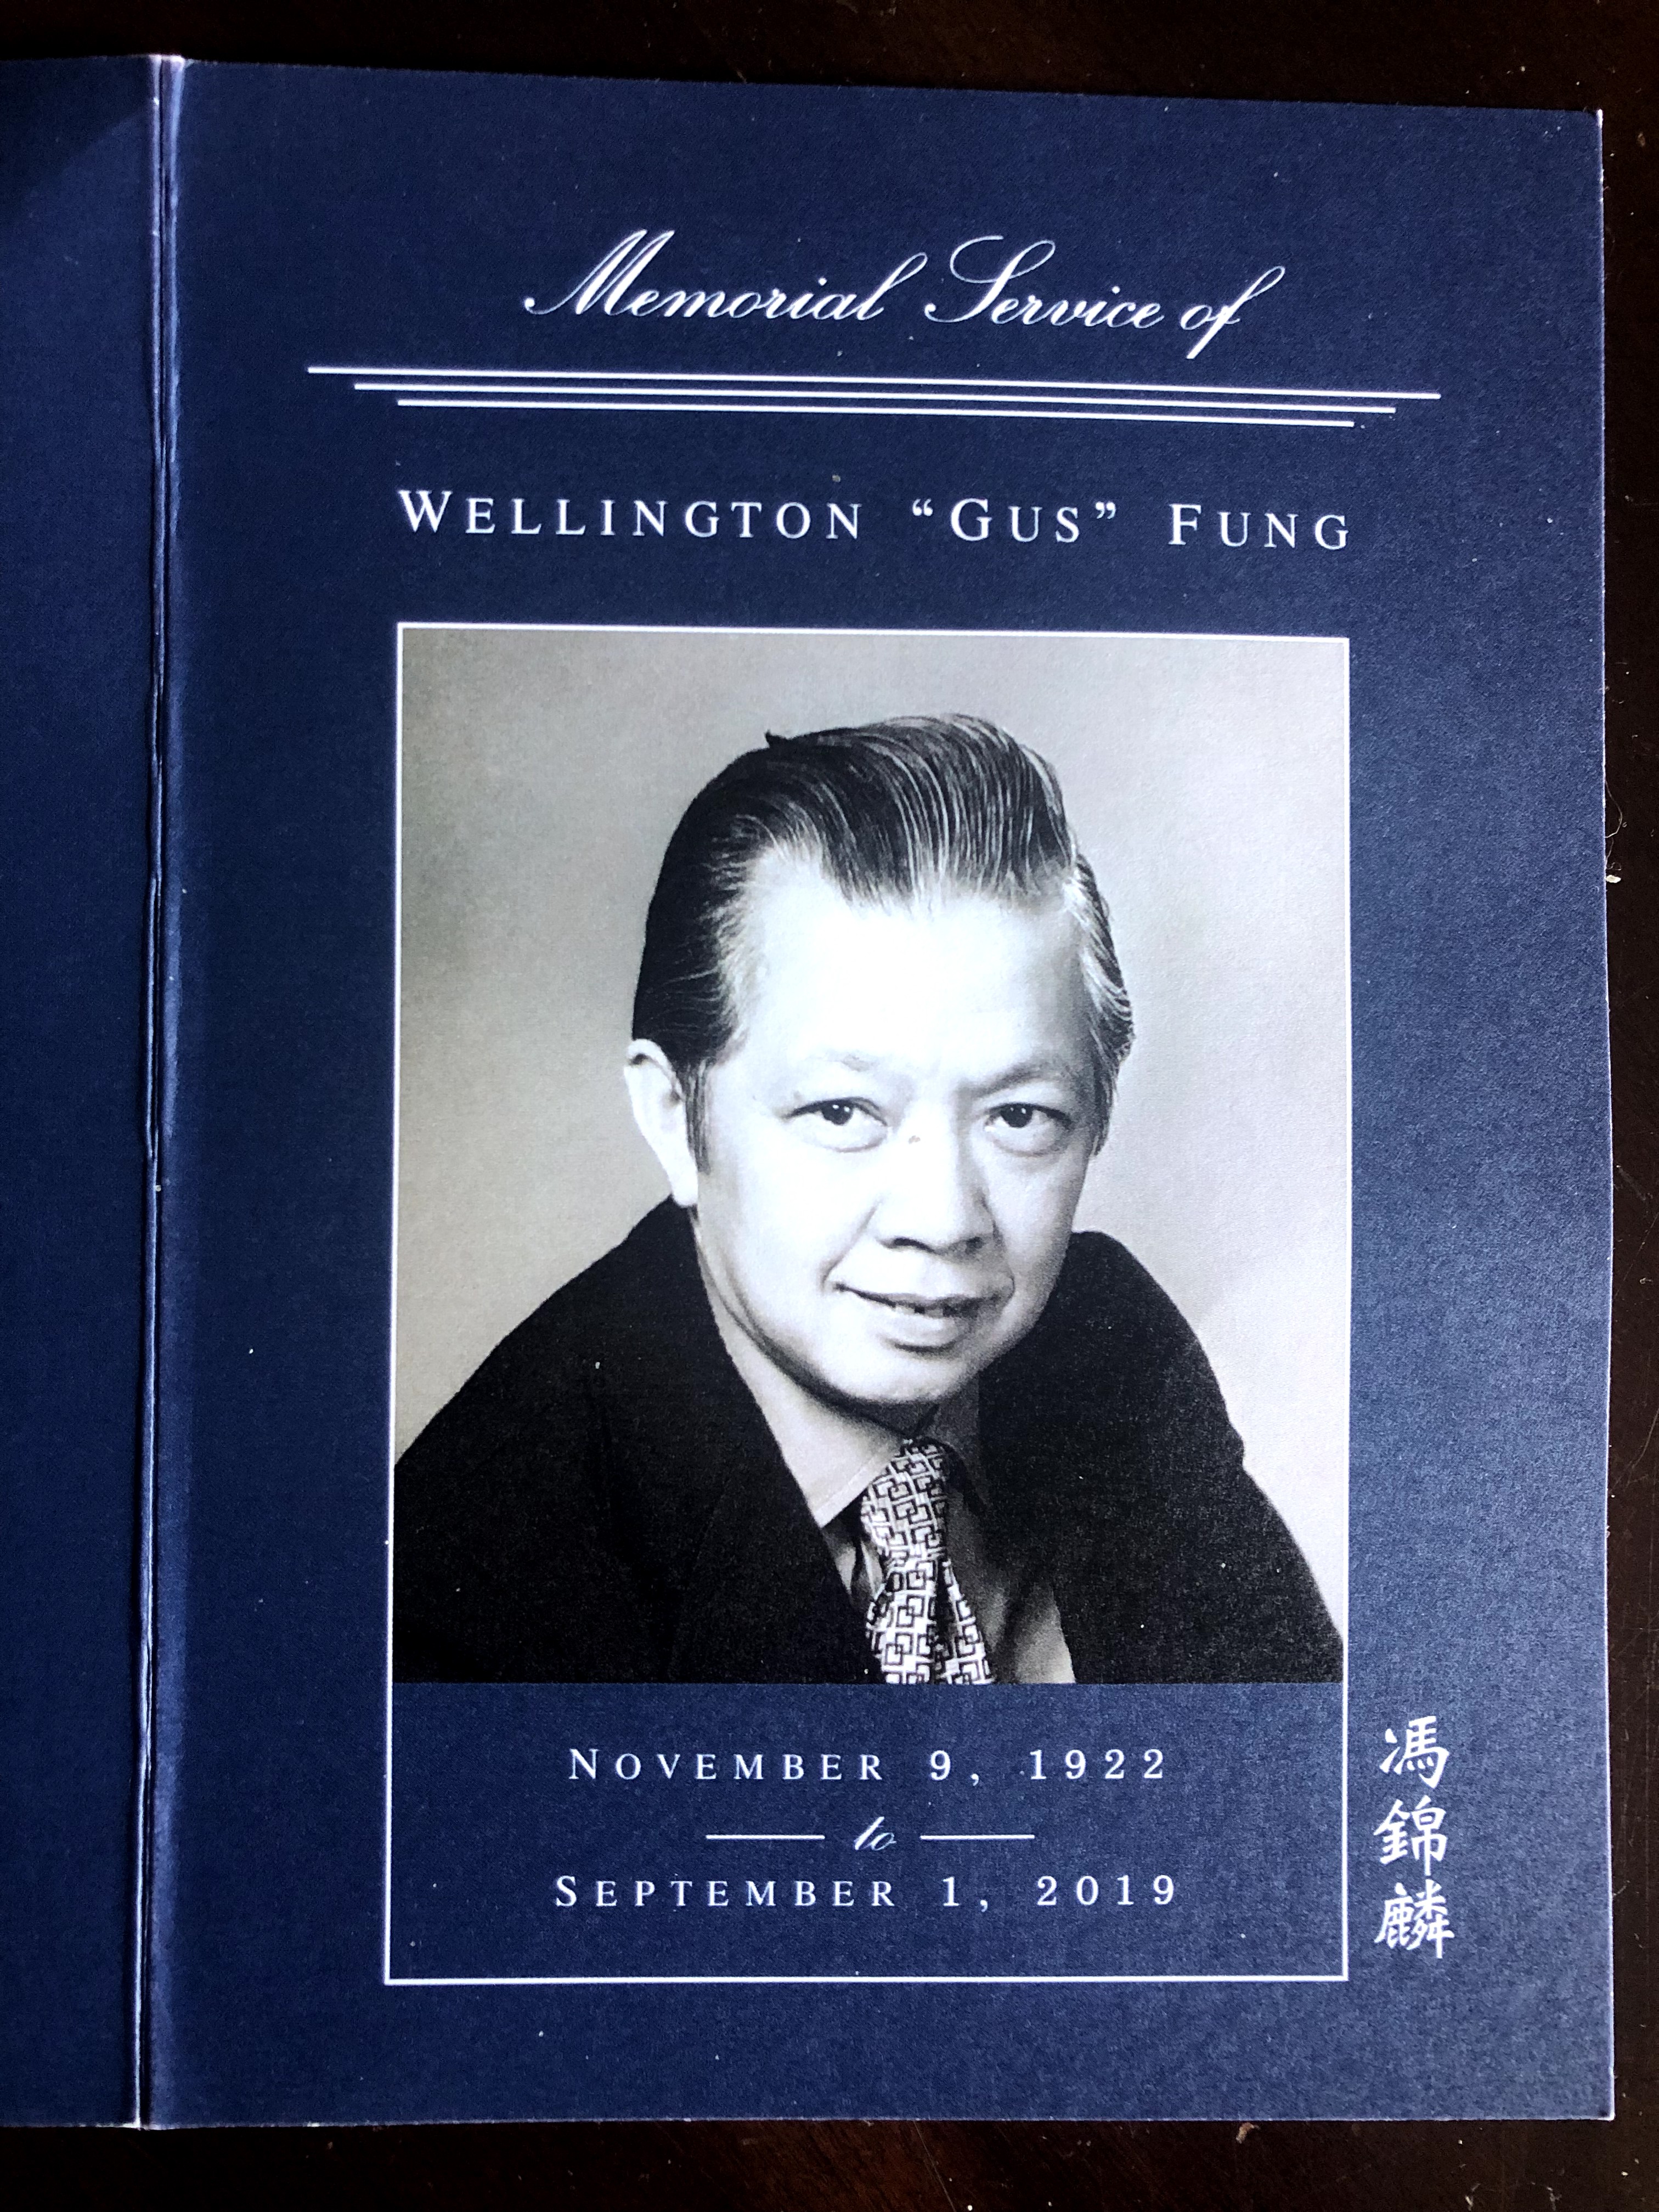 Memorial Service of
WELLINGTON “GUS” FUNG
NOVEMBER 9, 1922
to
SEPTEMBER 1, 2019
馮錦麟